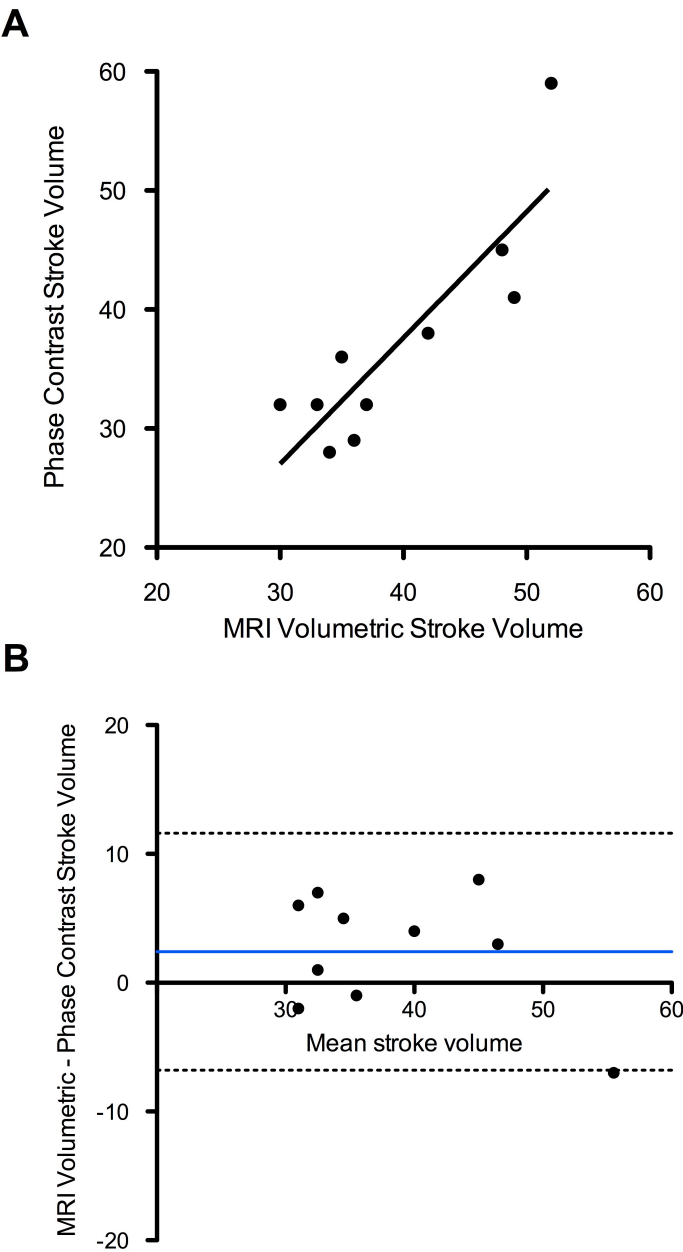 A
Phase Contrast Stroke Volume
60
50
40
30
20
20 30 40 50 60
MRI Volumetric Stroke Volume
B
MRI Volumetric - Phase Contrast Stroke Volume
20
10
0
30 40 50 60
Mean stroke volume
-10
-20